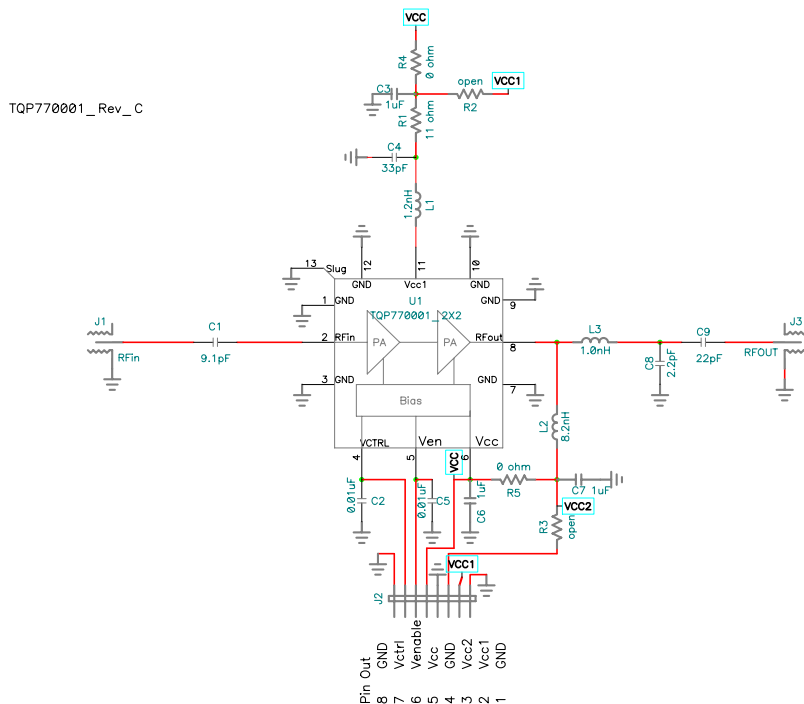 VCC
R4
0 ohm
C3
1uF
open
VCC1
R2
TQP770001_Rev_C
R1
11 ohm
C4
33pF
1.2nH
L1
13
Slug
12
GND
11
Vcc1
10
GND
1
GND
U1
TQP770001_2X2
GND
9
J1
RFin
C1
9.1pF
2
RFin
PA
PA
RFout
8
L3
1.0nH
C8
2.2pF
C9
22pF
J3
RFOUT
3
GND
GND
7
Bias
L2
8.2nH
VCTRL
Ven
Vcc
4
5
6
VCC
0.01uF
C2
0.01uF
C5
1uF
C6
0 ohm
R5
C7
1uF
VCC2
R3
open
VCC1
J2
Pin Out
8 GND
7 Vctrl
6 Venable
5 Vcc
4 GND
3 Vcc2
2 Vcc1
1 GND